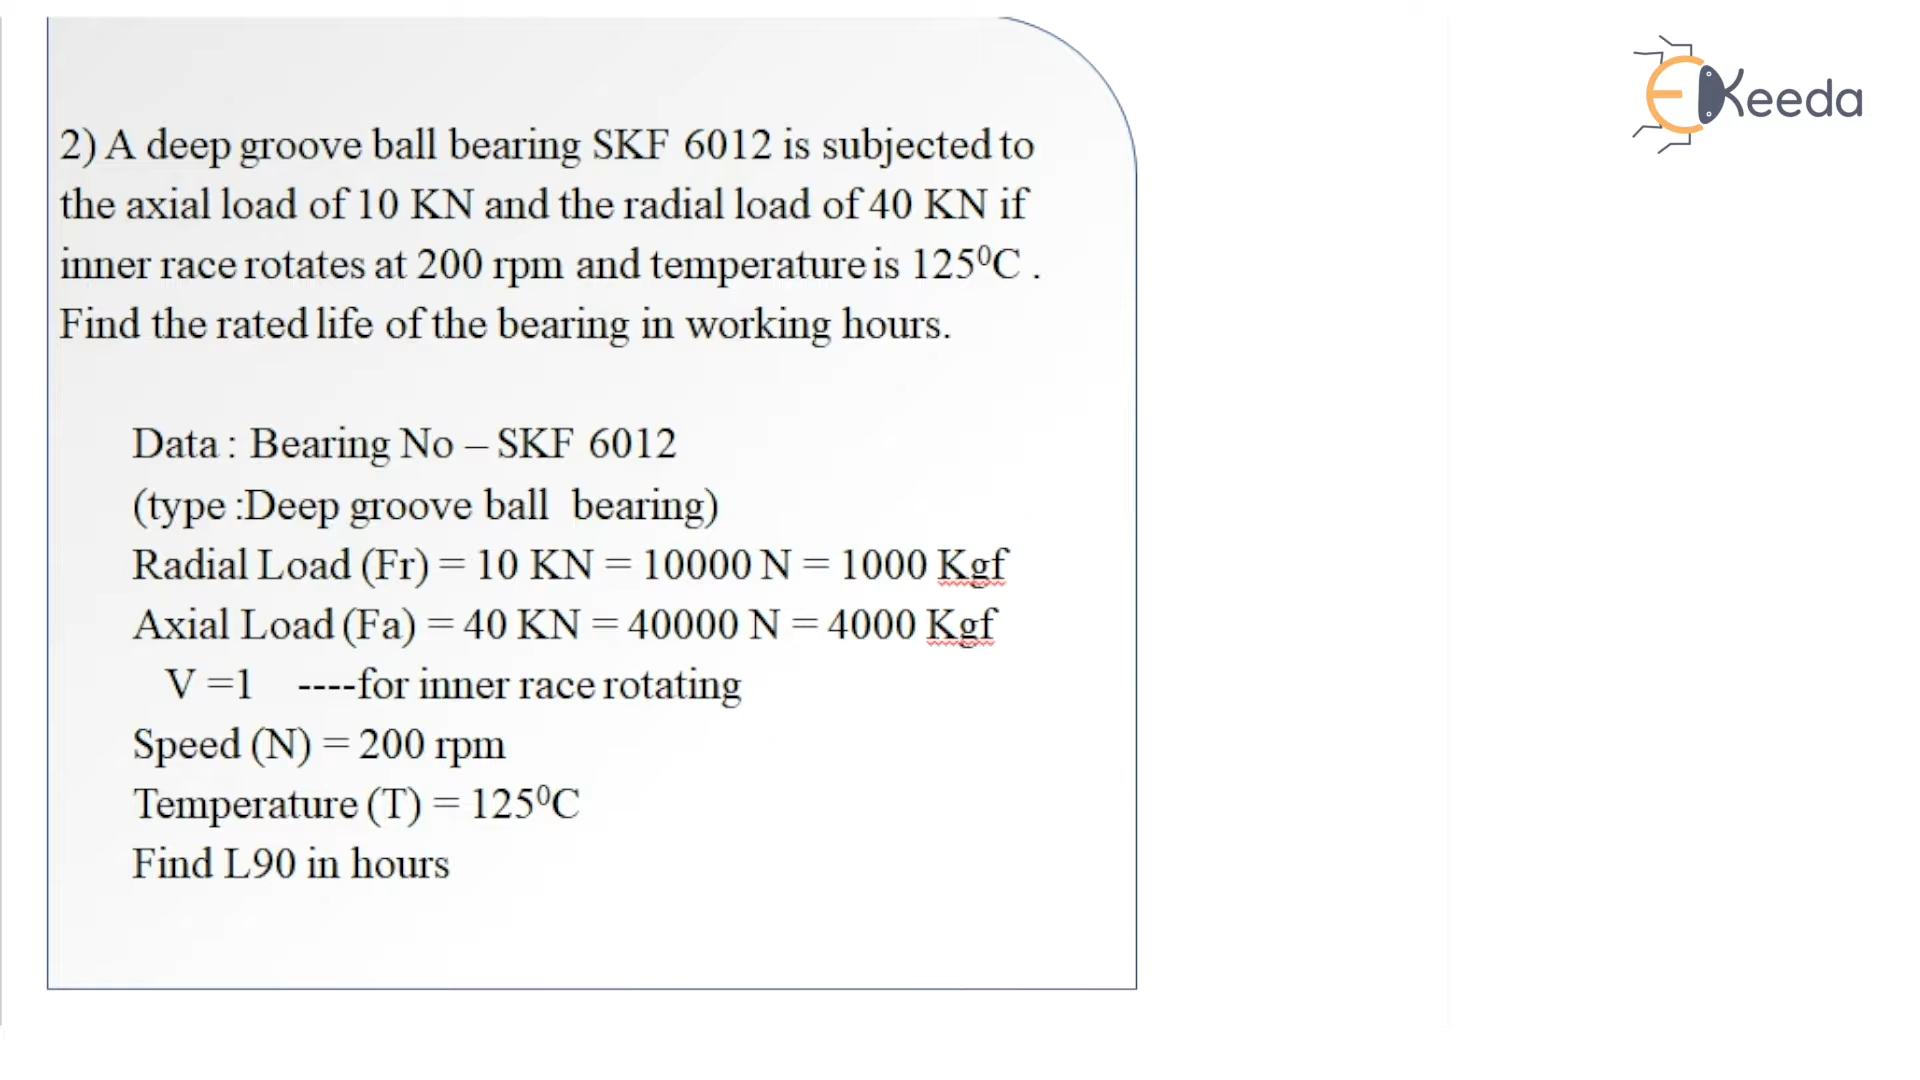 EKeeda
2) A deep groove ball bearing SKF 6012 is subjected to
the axial load of 10 KN and the radial load of 40 KN if
inner race rotates at 200 rpm and temperature is 125⁰C .
Find the rated life of the bearing in working hours.
Data : Bearing No – SKF 6012
(type :Deep groove ball bearing)
Radial Load (Fr) = 10 KN = 10000 N = 1000 Kgf
Axial Load (Fa) = 40 KN = 40000 N = 4000 Kgf
V =1 ----for inner race rotating
Speed (N) = 200 rpm
Temperature (T) = 125⁰C
Find L90 in hours